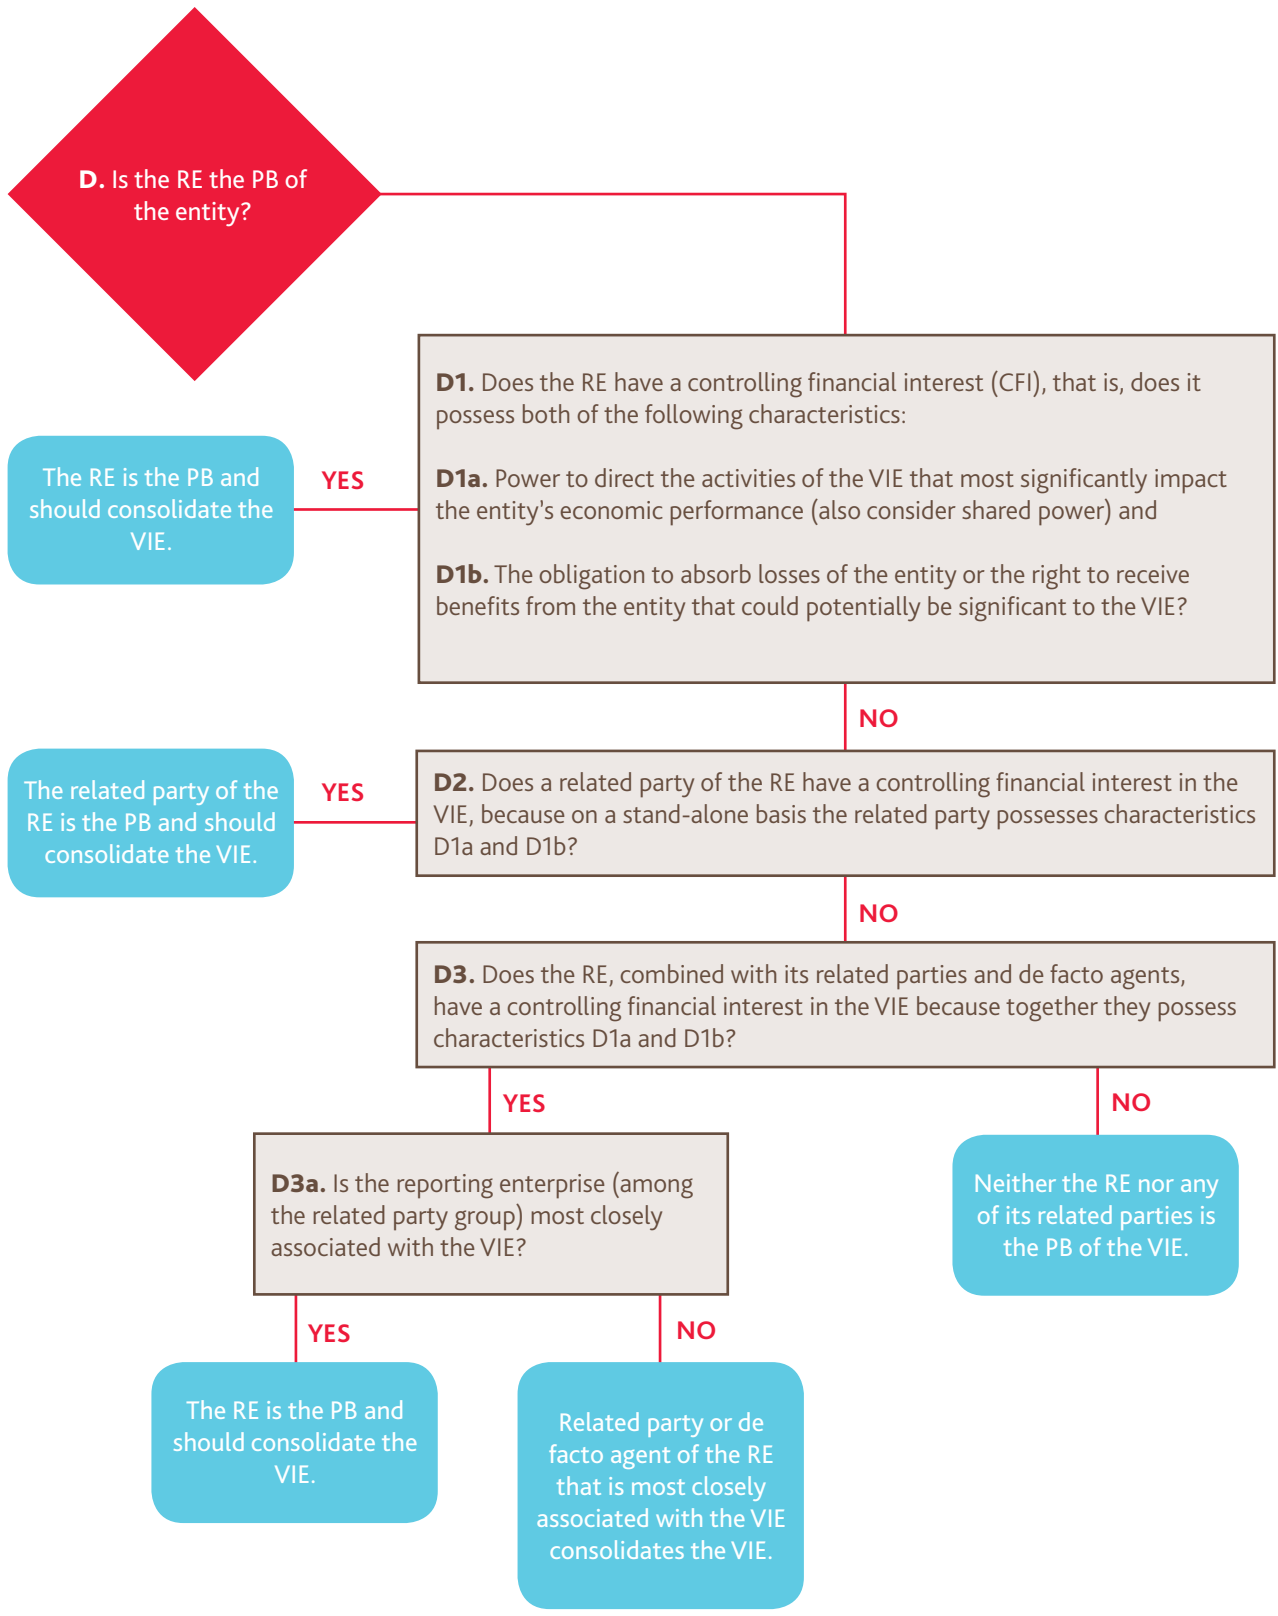 D. Is the RE the PB of
the entity?
D1. Does the RE have a controlling financial interest (CFI), that is, does it
possess both of the following characteristics:
D1a. Power to direct the activities of the VIE that most significantly impact
the entity's economic performance (also consider shared power) and
D1b. The obligation to absorb losses of the entity or the right to receive
benefits from the entity that could potentially be significant to the VIE?
YES
The RE is the PB and
should consolidate the
VIE.
NO
D2. Does a related party of the RE have a controlling financial interest in the
VIE, because on a stand-alone basis the related party possesses characteristics
D1a and D1b?
YES
The related party of the
RE is the PB and should
consolidate the VIE.
NO
D3. Does the RE, combined with its related parties and de facto agents,
have a controlling financial interest in the VIE because together they possess
characteristics D1a and D1b?
YES
NO
D3a. Is the reporting enterprise (among
the related party group) most closely
associated with the VIE?
Neither the RE nor any
of its related parties is
the PB of the VIE.
YES
NO
The RE is the PB and
should consolidate the
VIE.
Related party or de
facto agent of the RE
that is most closely
associated with the VIE
consolidates the VIE.